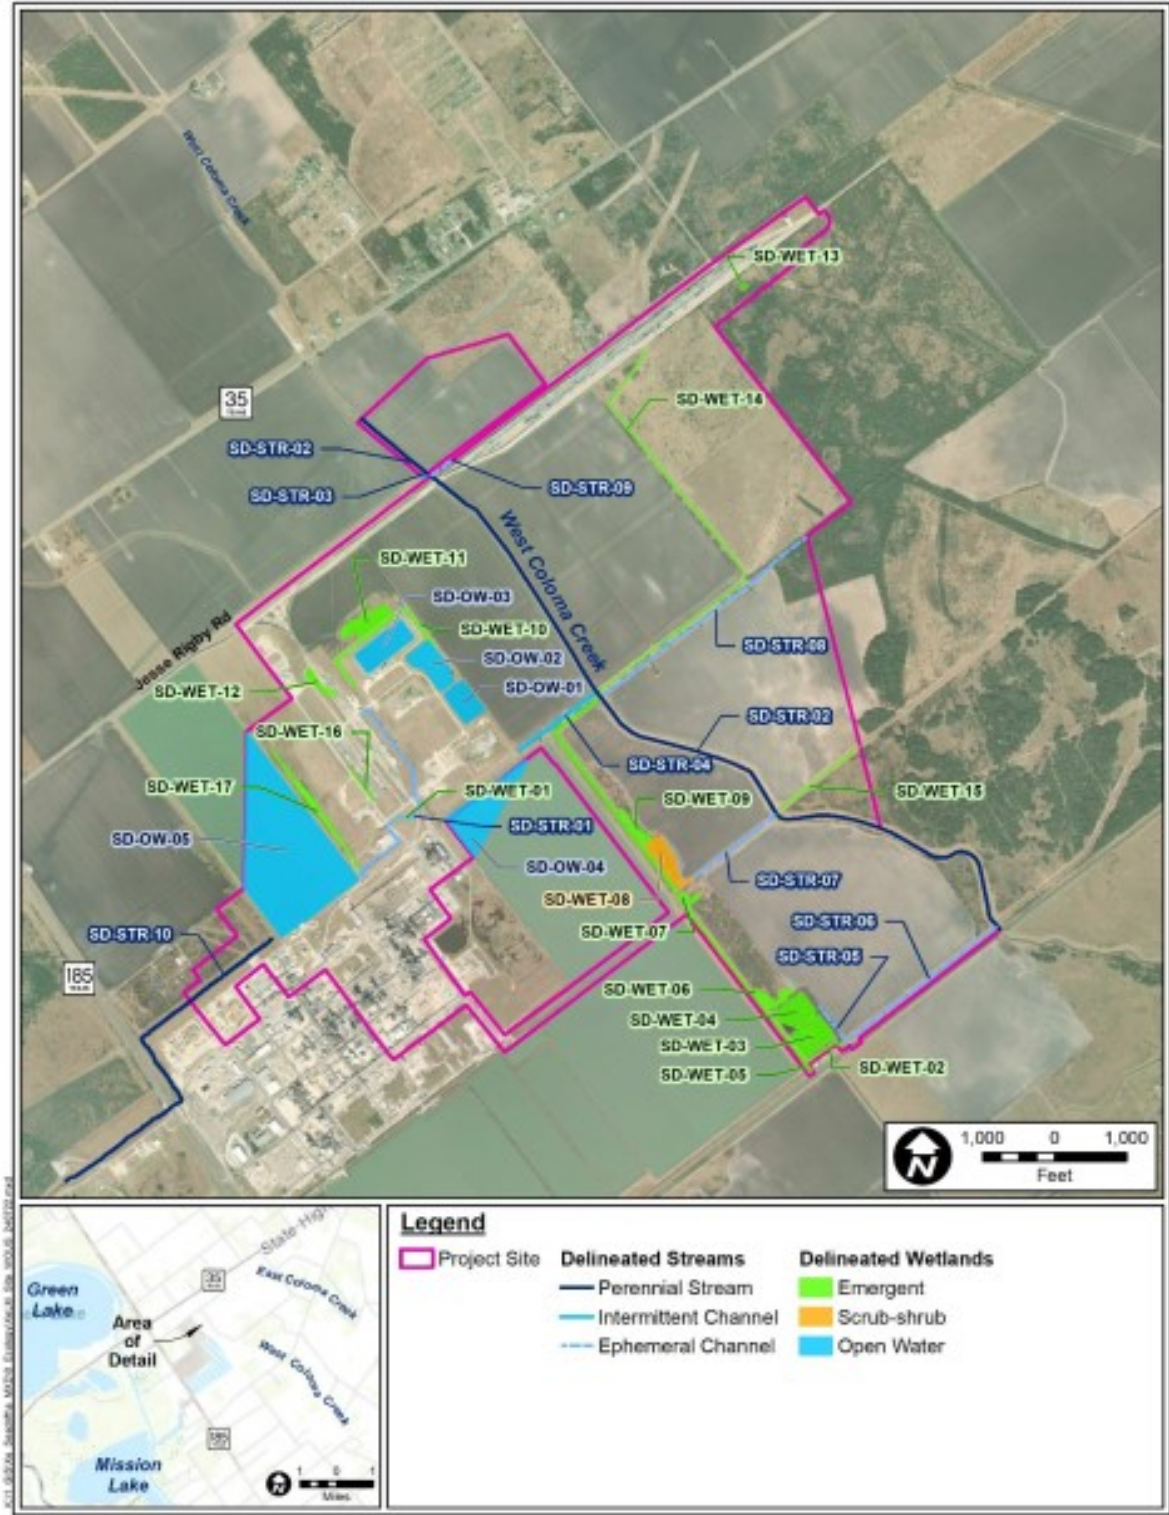 West Coloma Creek
SD-WET-13
35
SD-WET-14
SD-STR-02
SD-STR-03
SD-STR-09
West Coloma Creek
SD-WET-11
SD-OW-03
SD-WET-10
Jesse Rigby Rd
SD-OW-02
SD-STR-08
SD-WET-12
SD-OW-01
SD-STR-02
SD-WET-16
SD-STR-04
SD-WET-17
SD-WET-01
SD-WET-09
SD-WET-15
SD-STR-01
SD-OW-05
SD-OW-04
SD-STR-07
SD-WET-08
SD-STR-06
SD-STR-10
SD-WET-07
SD-STR-05
185
SD-WET-06
SD-WET-04
SD-WET-03
SD-WET-05
SD-WET-02
N
1,000 0 1,000
Feet
State High
35
East Coloma Creek
Green
Lake
Area
of
Detail
West Coloma Creek
185
Mission
Lake
N
1 0 1
Miles
Legend
Project Site
Delineated Streams
Perennial Stream
Intermittent Channel
Ephemeral Channel
Delineated Wetlands
Emergent
Scrub-shrub
Open Water